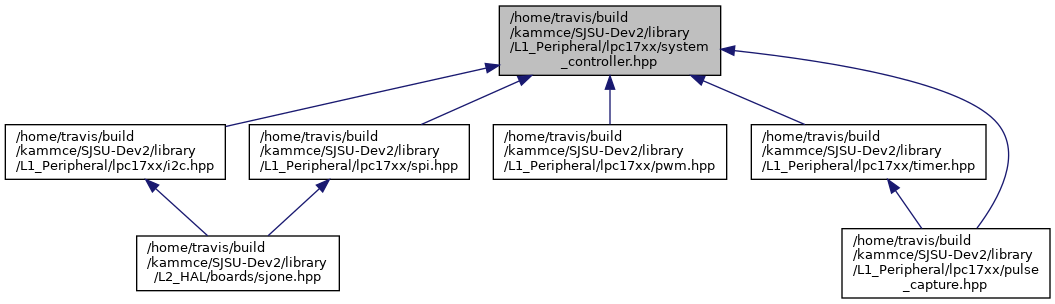 /home/travis/build
/kammce/SJSU-Dev2/library
/L1_Peripheral/lpc17xx/system
_controller.hpp
/home/travis/build
/kammce/SJSU-Dev2/library
/L1_Peripheral/lpc17xx/i2c.hpp
/home/travis/build
/kammce/SJSU-Dev2/library
/L1_Peripheral/lpc17xx/spi.hpp
/home/travis/build
/kammce/SJSU-Dev2/library
/L1_Peripheral/lpc17xx/pwm.hpp
/home/travis/build
/kammce/SJSU-Dev2/library
/L1_Peripheral/lpc17xx/timer.hpp
/home/travis/build
/kammce/SJSU-Dev2/library
/L2_HAL/boards/sjone.hpp
/home/travis/build
/kammce/SJSU-Dev2/library
/L1_Peripheral/lpc17xx/pulse
_capture.hpp